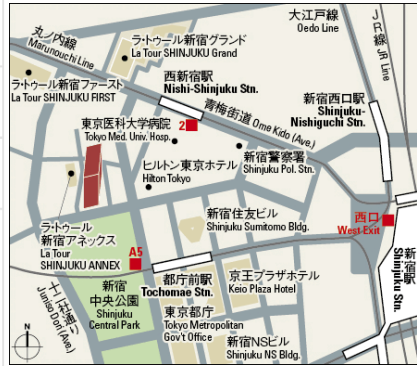 丸ノ内線
Marunouchi Line
ラ・トゥール新宿グランド
La Tour SHINJUKU Grand
大江戸線
Oedo Line
JR線
JR Line
ラ・トゥール新宿ファースト
La Tour SHINJUKU FIRST
西新宿駅
Nishi-Shinjuku Stn.
青梅街道 Ome Kido (Ave.)
新宿西口駅
Shinjuku-
Nishiguchi Stn.
東京医科大学病院
Tokyo Med. Univ. Hosp.
2
ヒルトン東京ホテル
Hilton Tokyo
新宿警察署
Shinjuku Pol. Stn.
ラ・トゥール
新宿アネックス
La Tour
SHINJUKU ANNEX
新宿住友ビル
Shinjuku Sumitomo Bldg.
西口
West Exit
新宿駅
Shinjuku Stn.
A5
都庁前駅
Tochomae Stn.
京王プラザホテル
Keio Plaza Hotel
十二社通り
Juniso Dori (Ave.)
新宿
中央公園
Shinjuku
Central Park
東京都庁
Tokyo Metropolitan
Gov't Office
新宿NSビル
Shinjuku NS Bldg.
N